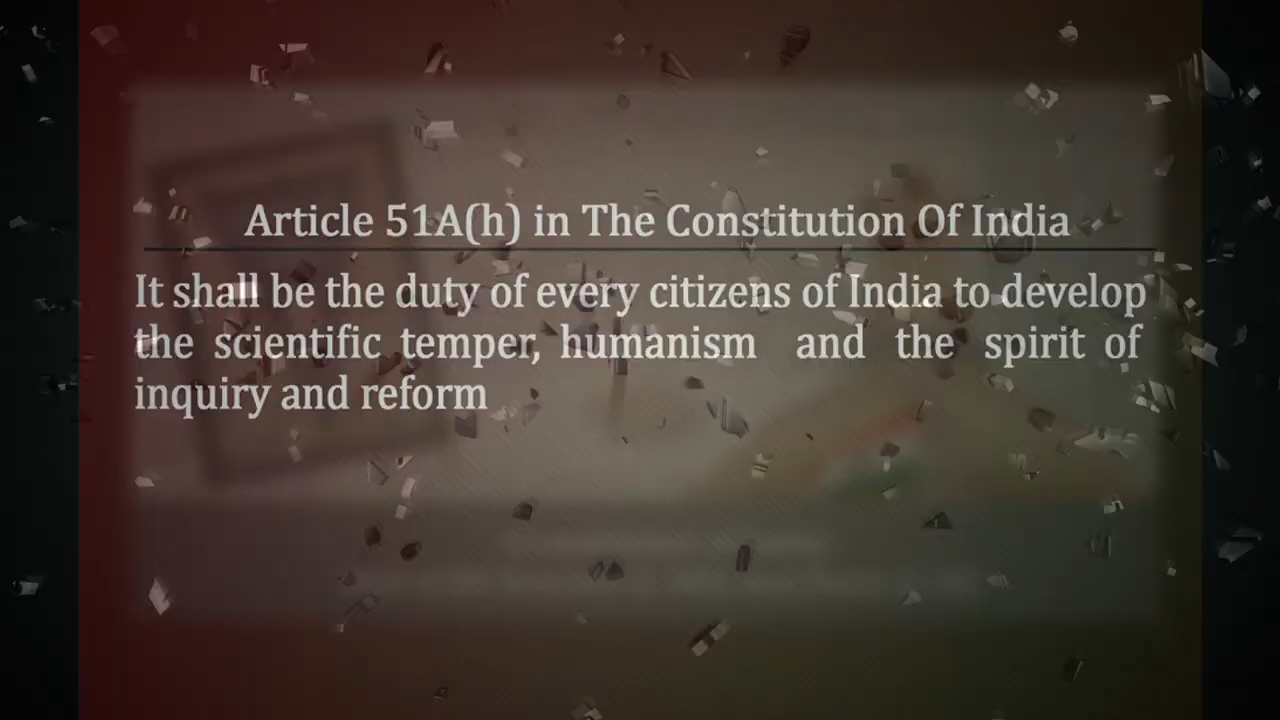 Article 51A(h) in The Constitution Of India
It shall be the duty of every citizens of India to develop
the scientific temper, humanism and the spirit of
inquiry and reform